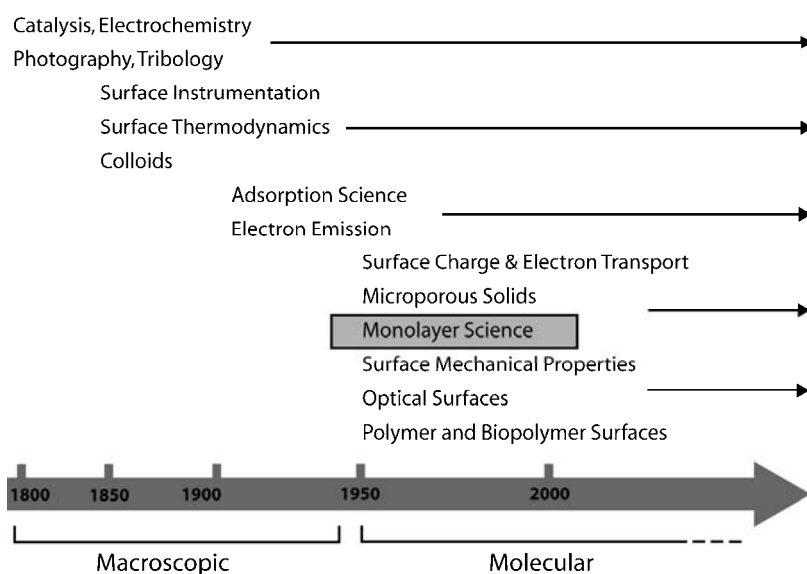 Catalysis, Electrochemistry
Photography, Tribology
Surface Instrumentation
Surface Thermodynamics
Colloids
Adsorption Science
Electron Emission
Surface Charge & Electron Transport
Microporous Solids
Monolayer Science
Surface Mechanical Properties
Optical Surfaces
Polymer and Biopolymer Surfaces
1800 1850 1900 1950 2000
Macroscopic Molecular